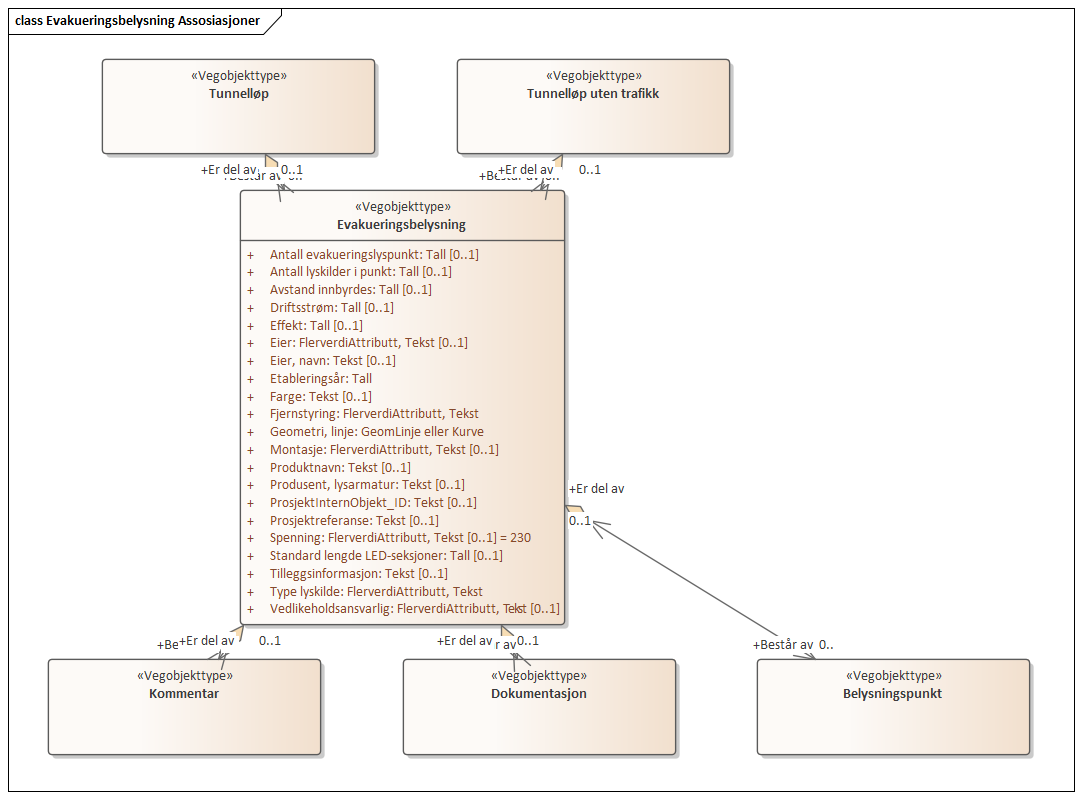 class Evakueringsbelysning Assosiasjoner
«Vegobjekttype»
Tunnelløp
«Vegobjekttype»
Tunnelløp uten trafikk
+Er del av
0..1
+Består av 0..
+Er del av
0..1
«Vegobjekttype»
Evakueringsbelysning
+ Antall evakueringslyspunkt: Tall [0..1]
+ Antall lyskilder i punkt: Tall [0..1]
+ Avstand innbyrdes: Tall [0..1]
+ Driftsstrøm: Tall [0..1]
+ Effekt: Tall [0..1]
+ Eier: FlerverdiAttributt, Tekst [0..1]
+ Eier, navn: Tekst [0..1]
+ Etableringsår: Tall
+ Farge: Tekst [0..1]
+ Fjernstyring: FlerverdiAttributt, Tekst
+ Geometri, linje: GeomLinje eller Kurve
+ Montasje: FlerverdiAttributt, Tekst [0..1]
+ Produktnavn: Tekst [0..1]
+ Produsent, lysarmatur: Tekst [0..1]
+ ProsjektInternObjekt_ID: Tekst [0..1]
+ Prosjektreferanse: Tekst [0..1]
+ Spenning: FlerverdiAttributt, Tekst [0..1] = 230
+ Standard lengde LED-seksjoner: Tall [0..1]
+ Tilleggsinformasjon: Tekst [0..1]
+ Type lyskilde: FlerverdiAttributt, Tekst
+ Vedlikeholdsansvarlig: FlerverdiAttributt, Tekst [0..1]
+Er del av
0..1
+Er del av
0..1
+Er del av
0..1
+Består av 0..
«Vegobjekttype»
Kommentar
«Vegobjekttype»
Dokumentasjon
«Vegobjekttype»
Belysningspunkt